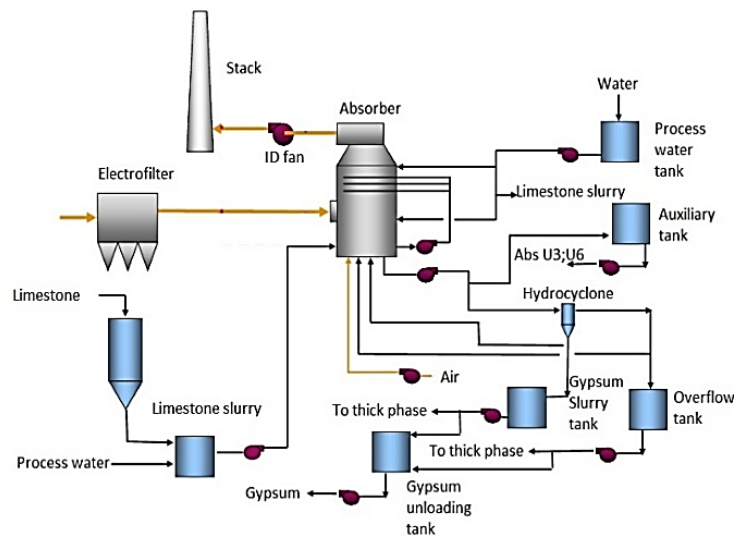 Stack
Absorber
Water
ID fan
Process
water
tank
Electrofilter
Limestone slurry
Auxiliary
tank
Abs U3;U6
Limestone
Hydrocyclone
Air
Gypsum
Slurry
tank
Overflow
tank
Limestone slurry
To thick phase
To thick phase
Process water
Gypsum
Gypsum
unloading
tank